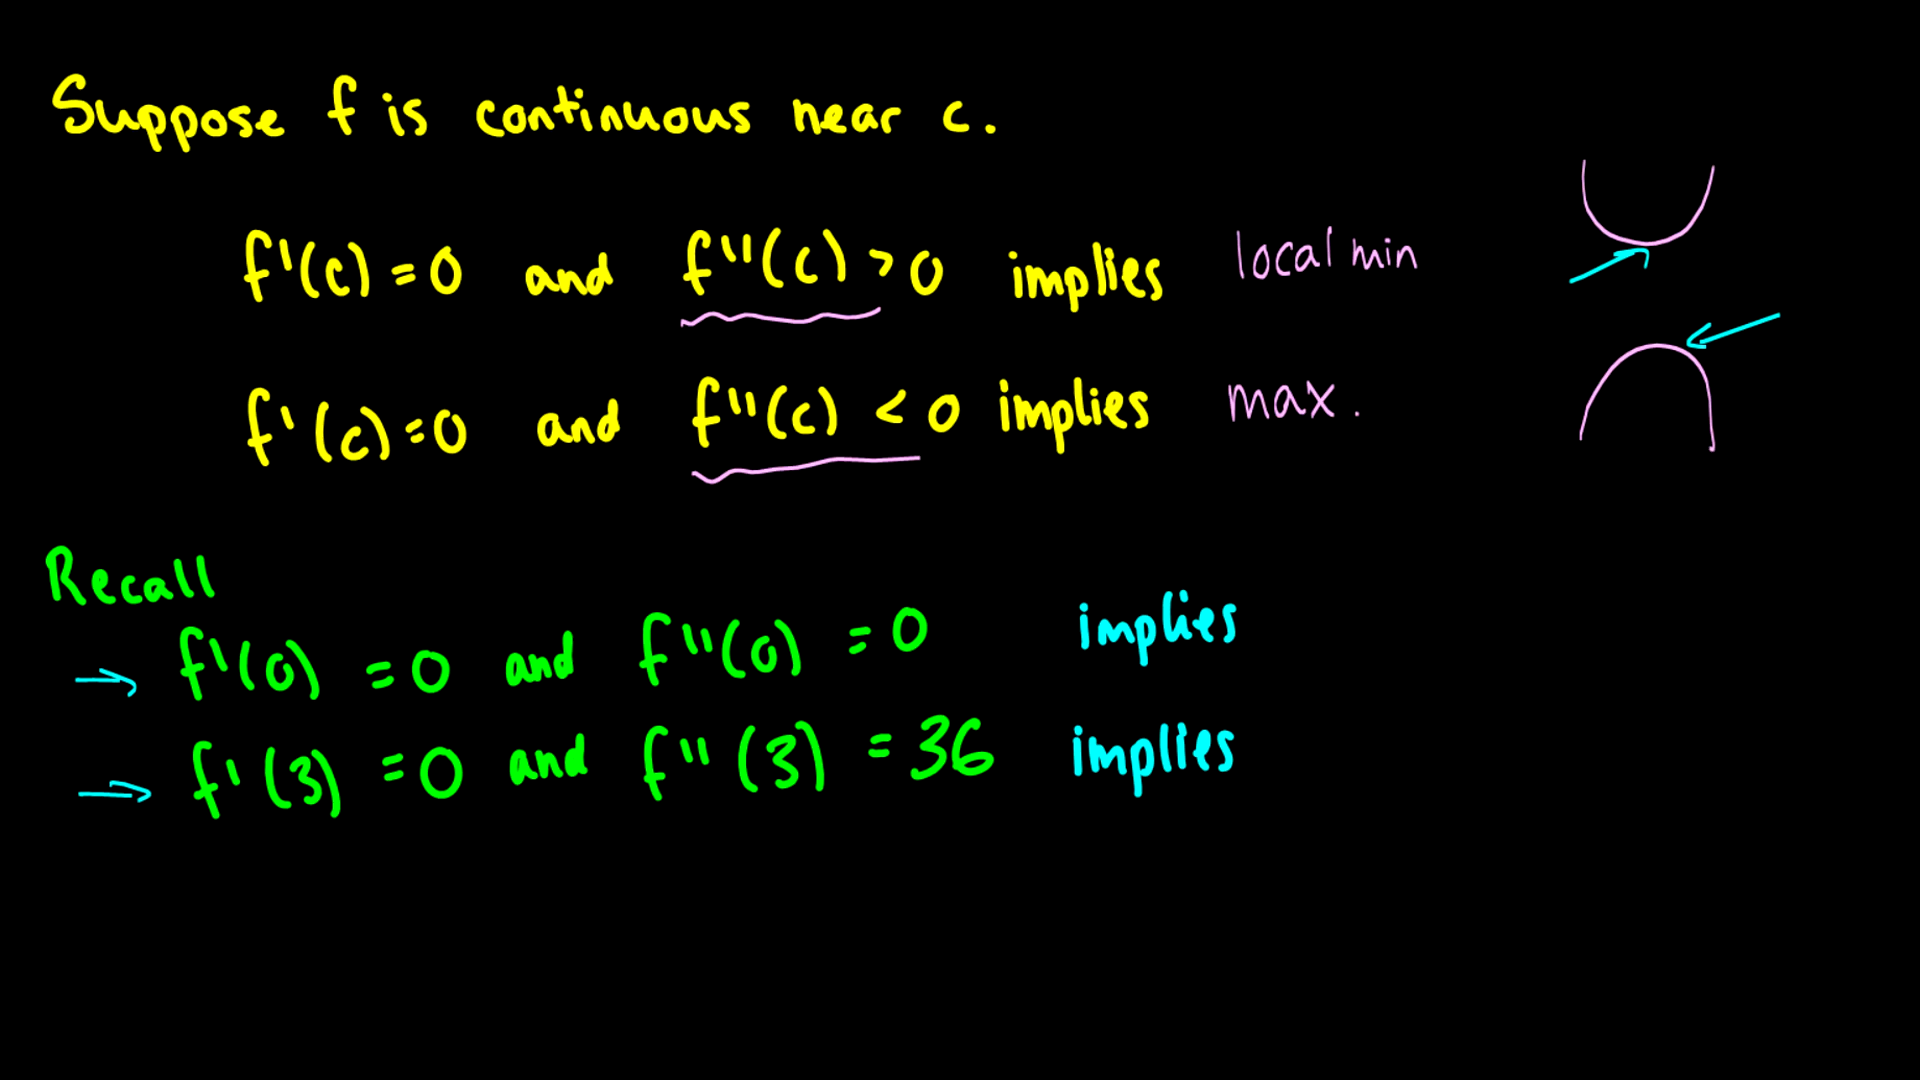 Suppose f is continuous near c.
f'(c) = 0 and f''(c) > 0 implies local min
f'(c) = 0 and f''(c) < 0 implies max.
Recall
→ f'(0) = 0 and f''(0) = 0 implies
→ f'(3) = 0 and f''(3) = 36 implies